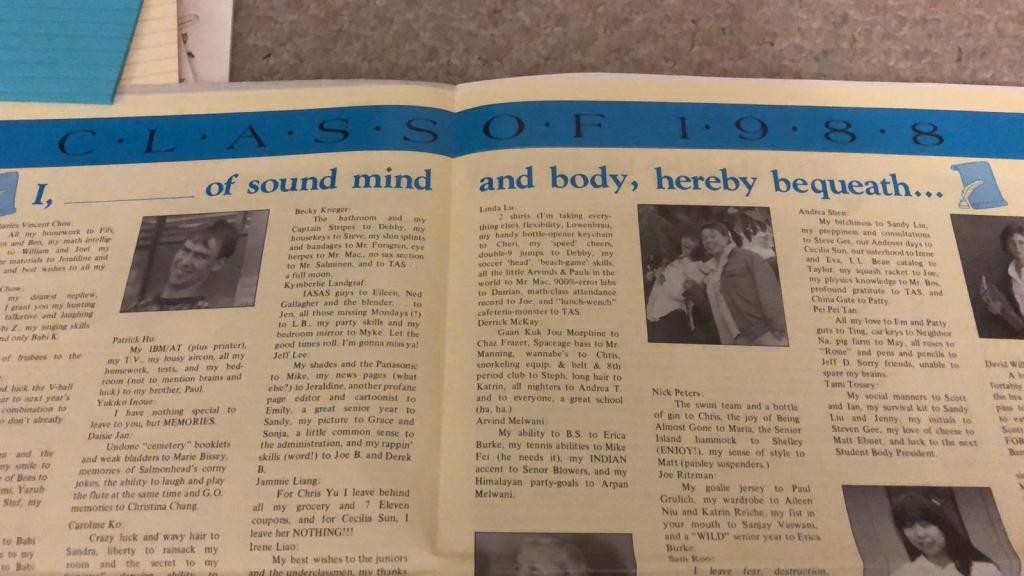 C·L·A·S·S O·F 1·9·8·8
I, ________ of sound mind and body, hereby bequeath...
Vincent Chow:
All my homework to Fifi,
and Ben, my math intellig-
to William and Joel, my
materials to Jeraldine and
and best wishes to all my
Chow:
my dearest nephew,
I grant you my hunting
talkative and laughing
Z., my singing skills
and only Babi K.
of frisbees to the
luck the V-ball
to next year's
combination to
don't already
and the
my smile to
of Bees to
Yarub
Stef, my
to Babi
to my
to Babi
Patrick Hu:
My IBM/AT (plus printer),
my T.V., my lousy aircon, all my
homework, tests, and my bed-
room (not to mention brains and
luck) to my brother, Paul.
Yukiko Inoue:
I have nothing special to
leave to you, but MEMORIES.
Daisie Jan:
Undone "cemetery" booklets
and weak bladders to Marie Bissey,
memories of Salmonhead's corny
jokes, the ability to laugh and play
the flute at the same time and G.O.
memories to Christina Chang.
Caroline Ko:
Crazy luck and wavy hair to
Sandra, liberty to ransack my
room and the secret to my
dancing ability to
Becky Krieger:
The bathroom and my
Captain Stripes to Debby, my
housekeys to Steve, my shin splints
and bandages to Mr. Forsgren, eye
herpes to Mr. Mac., no sax section
to Mr. Salminen, and to TAS . . .
a full moon.
Kymberlie Landgraf:
IASAS guys to Eileen, Ned
Gallagher and the blender. . . to
Jen, all those missing Mondays (!)
to L.B., my party skills and my
bedroom mirror to Myke. Let the
good times roll. I'm gonna miss ya!
Jeff Lee:
My shades and the Panasonic
to Mike, my news pages (what
else?) to Jeraldine, another profane
page editor and cartoonist to
Emily, a great senior year to
Sandy, my picture to Grace and
Sonja, a little common sense to
the administration, and my rappin'
skills (word!) to Joe B. and Derek
B.
Jammie Liang:
For Chris Yu I leave behind
all my grocery and 7 Eleven
coupons, and for Cecilia Sun, I
leave her NOTHING!!!
Irene Liao:
My best wishes to the juniors
and the underclassmen, my thanks
Linda Lu:
2 shirts (I'm taking every-
thing else), flexibility, Lowenbrau,
my handy bottle-opener keychain
to Cheri, my 'speed' cheers,
double-9 jumps to Debby, my
soccer 'head', 'beach-game' skills,
all the little Arvinds & Pauls in the
world to Mr. Mac, 900%-error labs
to Darrian, math-class attendance
record to Joe, and "lunch-wench"
cafeteria-monster to TAS.
Derrick McKay:
Gaan Kuk Jou Morphine to
Chaz Frazer, Spaceage bass to Mr.
Manning, wannabe's to Chris,
snorkeling equip. & belt & 8th
period club to Steph, long hair to
Katrin, all nighters to Andrea T.
and to everyone, a great school
(ha, ha.)
Arvind Melwani:
My ability to B.S. to Erica
Burke, my tennis abilities to Mike
Fei (he needs it), my INDIAN
accent to Senor Blowers, and my
Himalayan party-goals to Arpan
Melwani.
Nick Peters:
The swim team and a bottle
of gin to Chris, the joy of Being
Almost Gone to Maria, the Senior
Island hammock to Shelley
(ENJOY!), my sense of style to
Matt (paisley suspenders.)
Joe Ritzman:
My goalie jersey to Paul
Grulich, my wardrobe to Aileen
Niu and Katrin Reiche, my fist in
your mouth to Sanjay Vaswani,
and a "WILD" senior year to Erica
Burke.
Sam Roo:
I leave fear, destruction,
Andrea Shen:
My bitchiness to Sandy Liu,
my preppiness and consultations
to Steve Gee, our Andover days to
Cecilia Sun, our sisterhood to Irene
and Eva, L.L. Bean catalog to
Taylor, my squash racket to Joe,
my physics knowledge to Mr. Bos,
profound gratitude to TAS, and
China Gate to Patty.
Pei Pei Tan:
All my love to Em and Patty,
guts to Ting, car keys to Neighbor
Na, pig farm to May, all roses to
"Rosie" and pens and pencils to
Jeff D. Sorry friends, unable to
spare my brains.
Tami Tossey:
My social manners to Scott
and Ian, my survival kit to Sandy
Liu and Jenny, my initials to
Steven Gee, my love of cheese to
Matt Ebnet, and luck to the next
Student Body President.
David
A